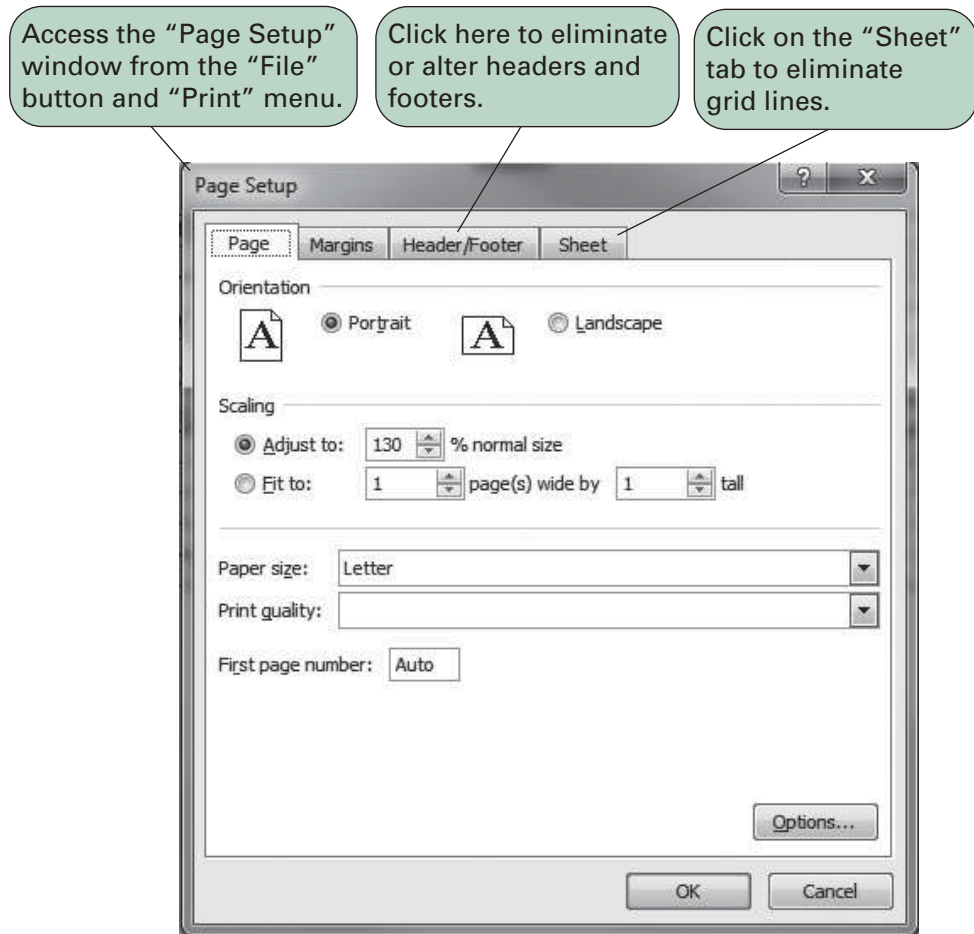 Access the “Page Setup”
window from the “File”
button and “Print” menu.
Click here to eliminate
or alter headers and
footers.
Click on the “Sheet”
tab to eliminate
grid lines.
Page Setup
?
X
Page
Margins
Header/Footer
Sheet
Orientation
A
Portrait
A
Landscape
Scaling
Adjust to: 130 % normal size
Fit to: 1 page(s) wide by 1 tall
Paper size: Letter
Print quality:
First page number: Auto
Options...
OK
Cancel